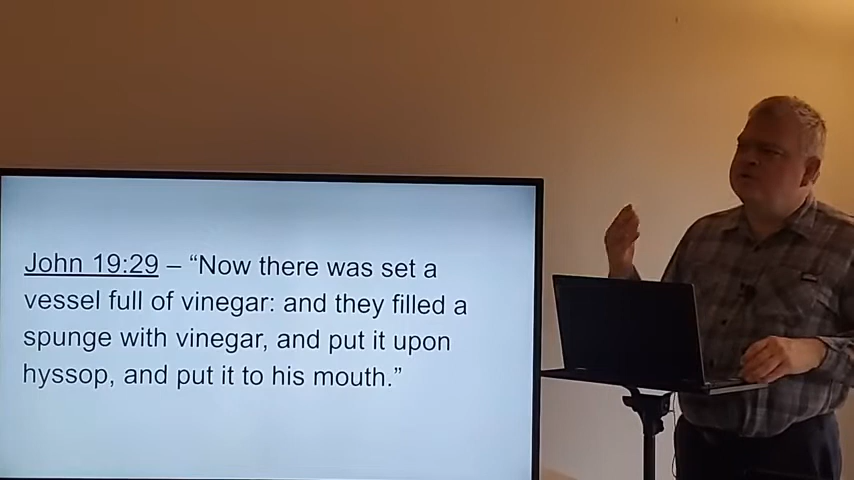 John 19:29 – “Now there was set a
vessel full of vinegar: and they filled a
spunge with vinegar, and put it upon
hyssop, and put it to his mouth.”